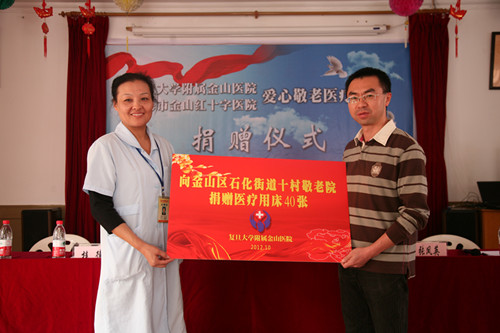 大学附属金山医院
市金山红十字医院
爱心敬老医疗
捐赠仪式
向金山区石化街道十村敬老院
捐赠医疗用床40张
复旦大学附属金山医院
2012.10